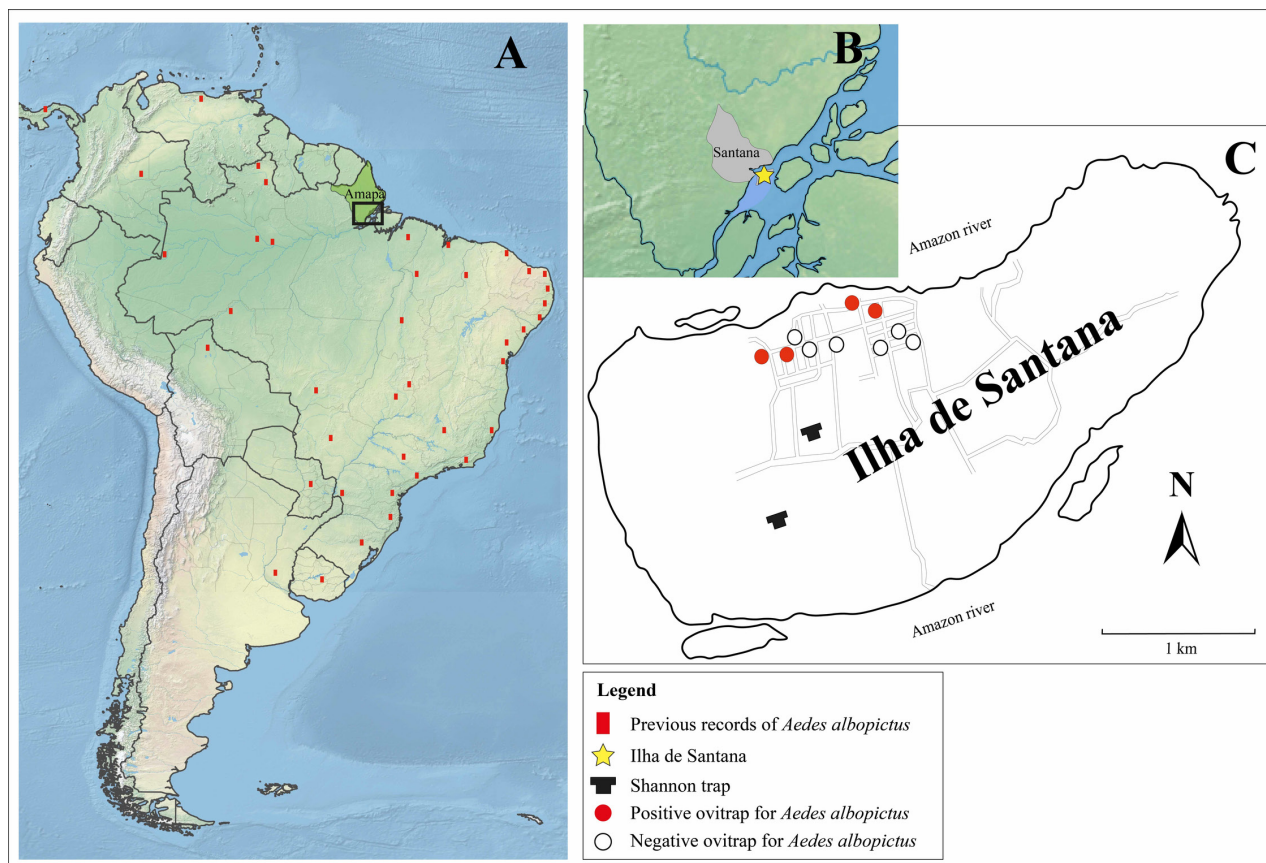 A
Amapá
B
Santana
C
Amazon river
Ilha de Santana
N
Amazon river
1 km
Legend
Previous records of Aedes albopictus
Ilha de Santana
Shannon trap
Positive ovitrap for Aedes albopictus
Negative ovitrap for Aedes albopictus